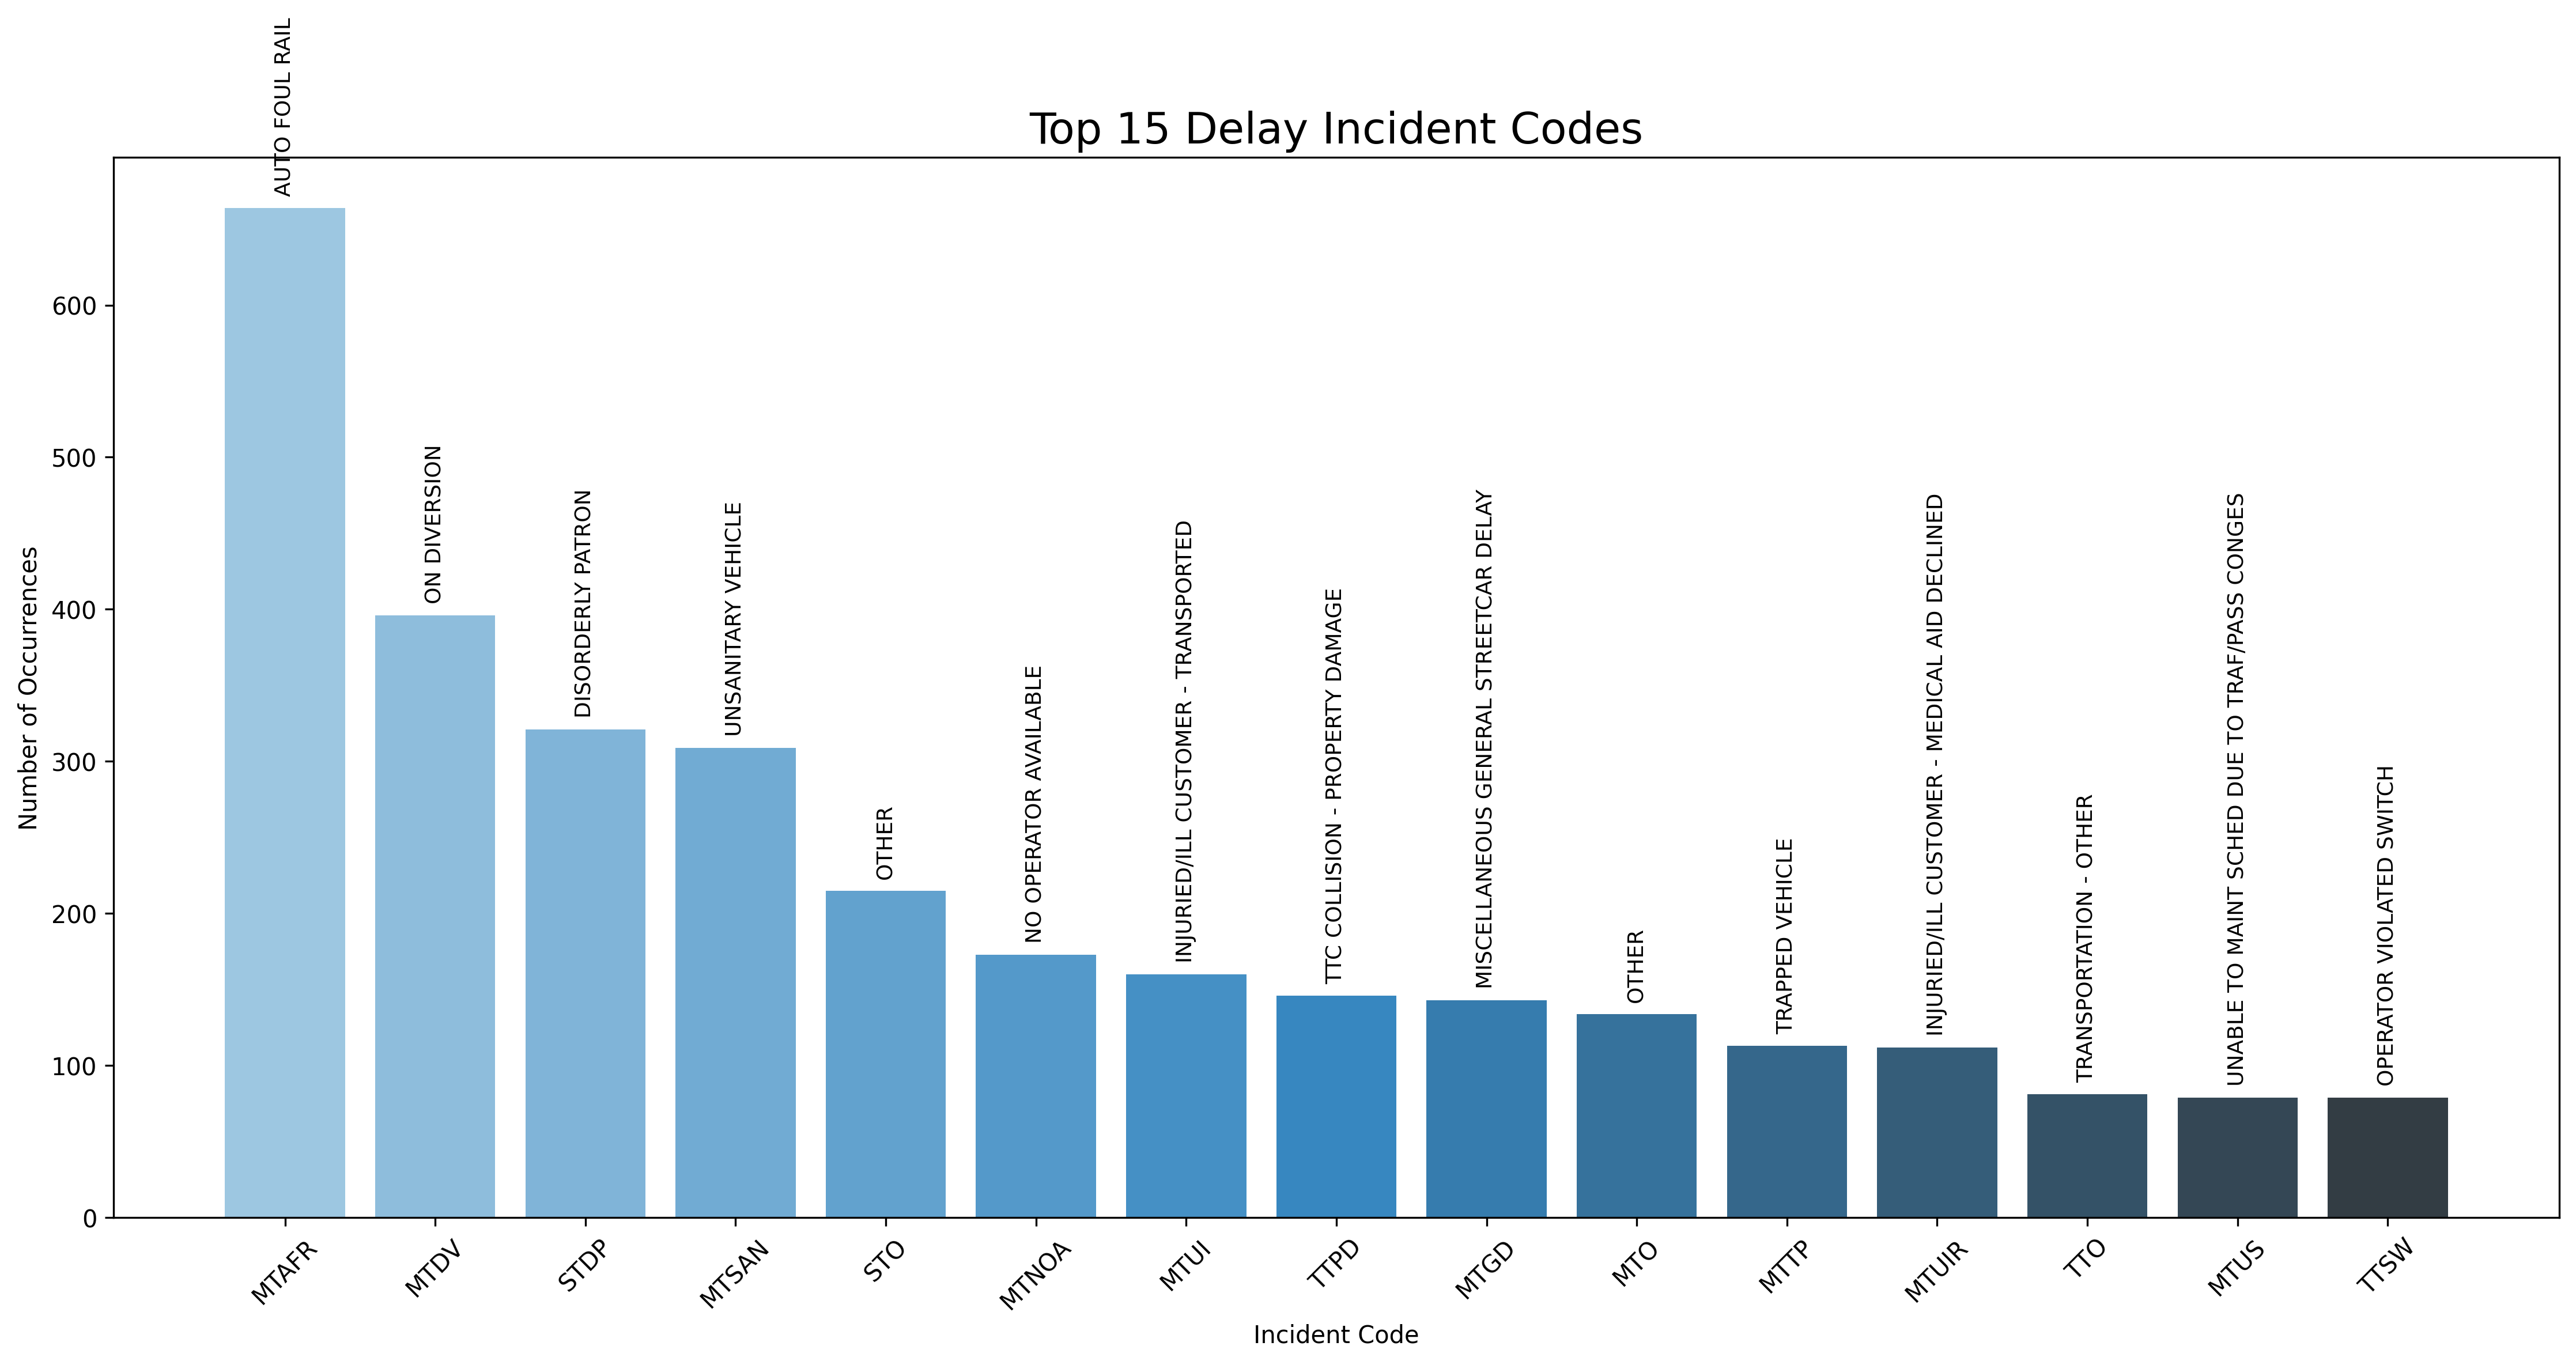 Top 15 Delay Incident Codes
AUTO FOUL RAIL
ON DIVERSION
DISORDERLY PATRON
UNSANITARY VEHICLE
OTHER
NO OPERATOR AVAILABLE
INJURIED/ILL CUSTOMER - TRANSPORTED
TTC COLLISION - PROPERTY DAMAGE
MISCELLANEOUS GENERAL STREETCAR DELAY
OTHER
TRAPPED VEHICLE
INJURIED/ILL CUSTOMER - MEDICAL AID DECLINED
TRANSPORTATION - OTHER
UNABLE TO MAINT SCHED DUE TO TRAF/PASS CONGES
OPERATOR VIOLATED SWITCH
Number of Occurrences
600
500
400
300
200
100
0
MTAFR
MTDV
STDP
MTSAN
STO
MTNOA
MTUI
TTPD
MTGD
MTO
MTTP
MTUIR
TTO
MTUS
TTSW
Incident Code